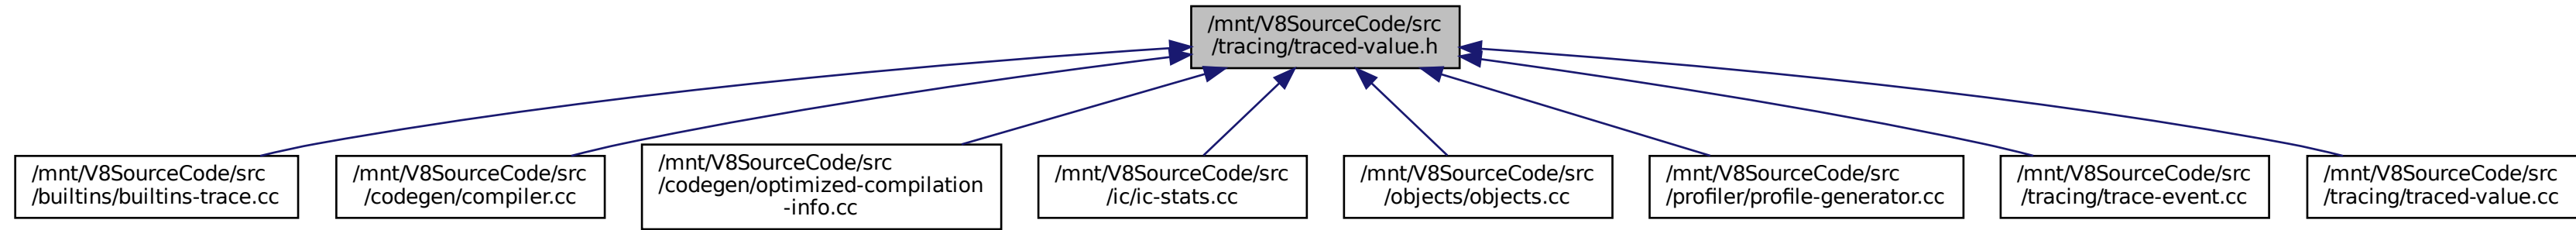 /mnt/V8SourceCode/src
/tracing/traced-value.h
/mnt/V8SourceCode/src
/builtins/builtins-trace.cc
/mnt/V8SourceCode/src
/codegen/compiler.cc
/mnt/V8SourceCode/src
/codegen/optimized-compilation
-info.cc
/mnt/V8SourceCode/src
/ic/ic-stats.cc
/mnt/V8SourceCode/src
/objects/objects.cc
/mnt/V8SourceCode/src
/profiler/profile-generator.cc
/mnt/V8SourceCode/src
/tracing/trace-event.cc
/mnt/V8SourceCode/src
/tracing/traced-value.cc